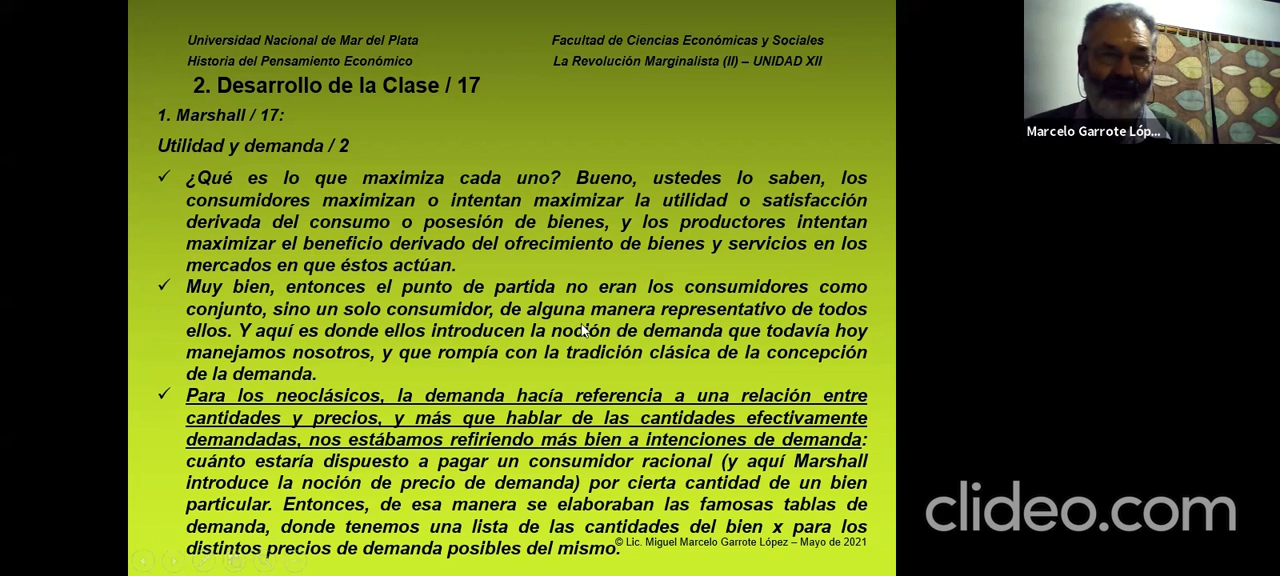 Universidad Nacional de Mar del Plata
Facultad de Ciencias Económicas y Sociales
Historia del Pensamiento Económico
La Revolución Marginalista (II) – UNIDAD XII
2. Desarrollo de la Clase / 17
1. Marshall / 17:
Utilidad y demanda / 2
✓ ¿Qué es lo que maximiza cada uno? Bueno, ustedes lo saben, los
consumidores maximizan o intentan maximizar la utilidad o satisfacción
derivada del consumo o posesión de bienes, y los productores intentan
maximizar el beneficio derivado del ofrecimiento de bienes y servicios en los
mercados en que éstos actúan.
✓ Muy bien, entonces el punto de partida no eran los consumidores como
conjunto, sino un solo consumidor, de alguna manera representativo de todos
ellos. Y aquí es donde ellos introducen la noción de demanda que todavía hoy
manejamos nosotros, y que rompía con la tradición clásica de la concepción
de la demanda.
✓ Para los neoclásicos, la demanda hacía referencia a una relación entre
cantidades y precios, y más que hablar de las cantidades efectivamente
demandadas, nos estábamos refiriendo más bien a intenciones de demanda:
cuánto estaría dispuesto a pagar un consumidor racional (y aquí Marshall
introduce la noción de precio de demanda) por cierta cantidad de un bien
particular. Entonces, de esa manera se elaboraban las famosas tablas de
demanda, donde tenemos una lista de las cantidades del bien x para los
distintos precios de demanda posibles del mismo.
© Lic. Miguel Marcelo Garrote López – Mayo de 2021
Marcelo Garrote Lóp...
clideo.com